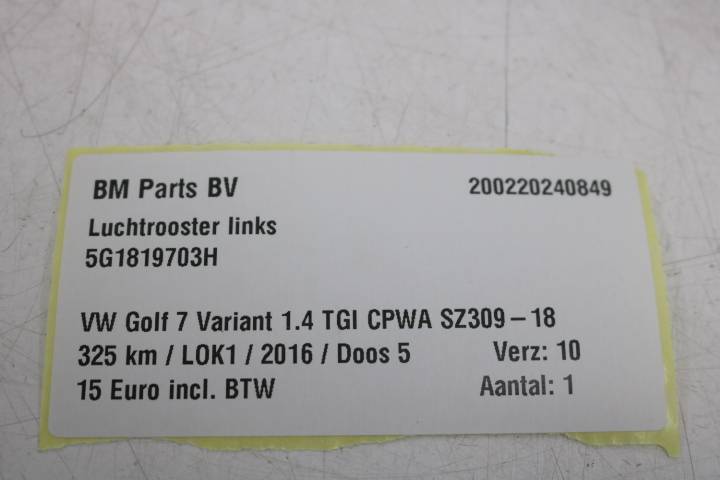 BM Parts BV 200220240849
Luchtrooster links
5G1819703H
VW Golf 7 Variant 1.4 TGI CPWA SZ309-18
325 km / LOK1 / 2016 / Doos 5 Verz: 10
15 Euro incl. BTW Aantal: 1